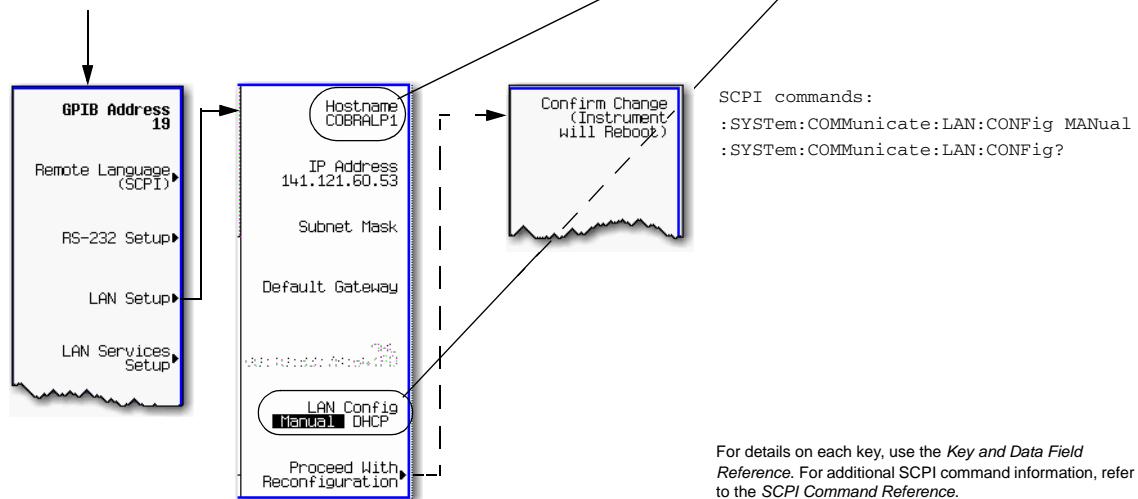 GPIB Address
19
Remote Language
(SCPI)
RS-232 Setup
LAN Setup
LAN Services
Setup
Hostname
COBRALP1
IP Address
141.121.60.53
Subnet Mask
Default Gateway
LAN Config
Manual DHCP
Proceed With
Reconfiguration
Confirm Change
(Instrument
will Reboot)
SCPI commands:
:SYSTem:COMMunicate:LAN:CONFig MANual
:SYSTem:COMMunicate:LAN:CONFig?
For details on each key, use the Key and Data Field
Reference. For additional SCPI command information, refer
to the SCPI Command Reference.